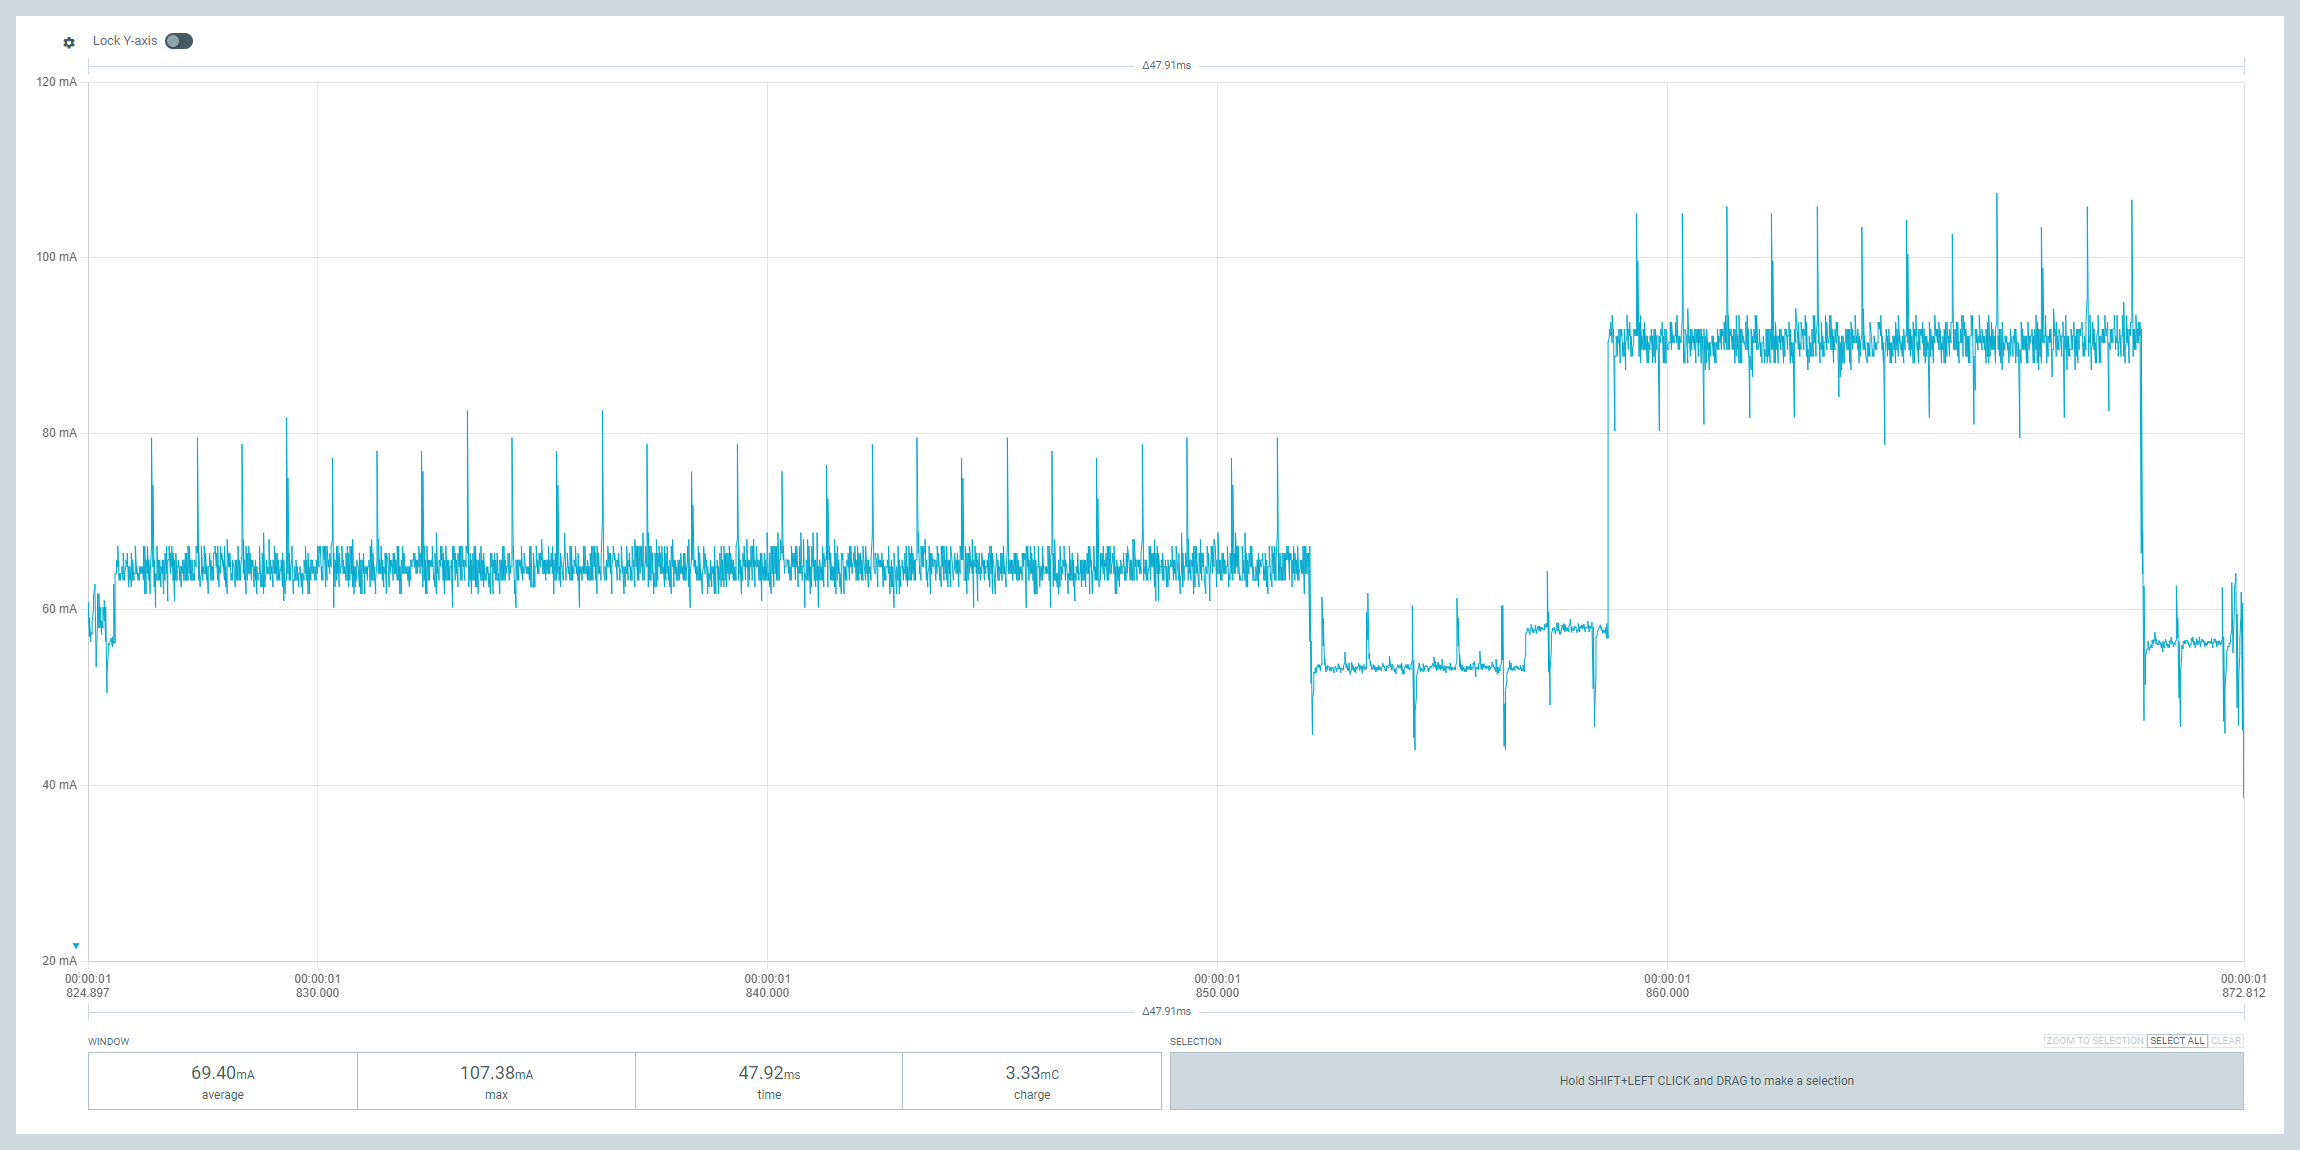 Lock Y-axis
Δ47.91ms
120 mA
100 mA
80 mA
60 mA
40 mA
20 mA
00:00:01 00:00:01 00:00:01 00:00:01 00:00:01 00:00:01
824.897 830.000 840.000 850.000 860.000 872.812
Δ47.91ms
WINDOW
69.40mA 107.38mA 47.92ms 3.33mC
average max time charge
SELECTION
ZOOM TO SELECTION SELECT ALL CLEAR
Hold SHIFT+LEFT CLICK and DRAG to make a selection